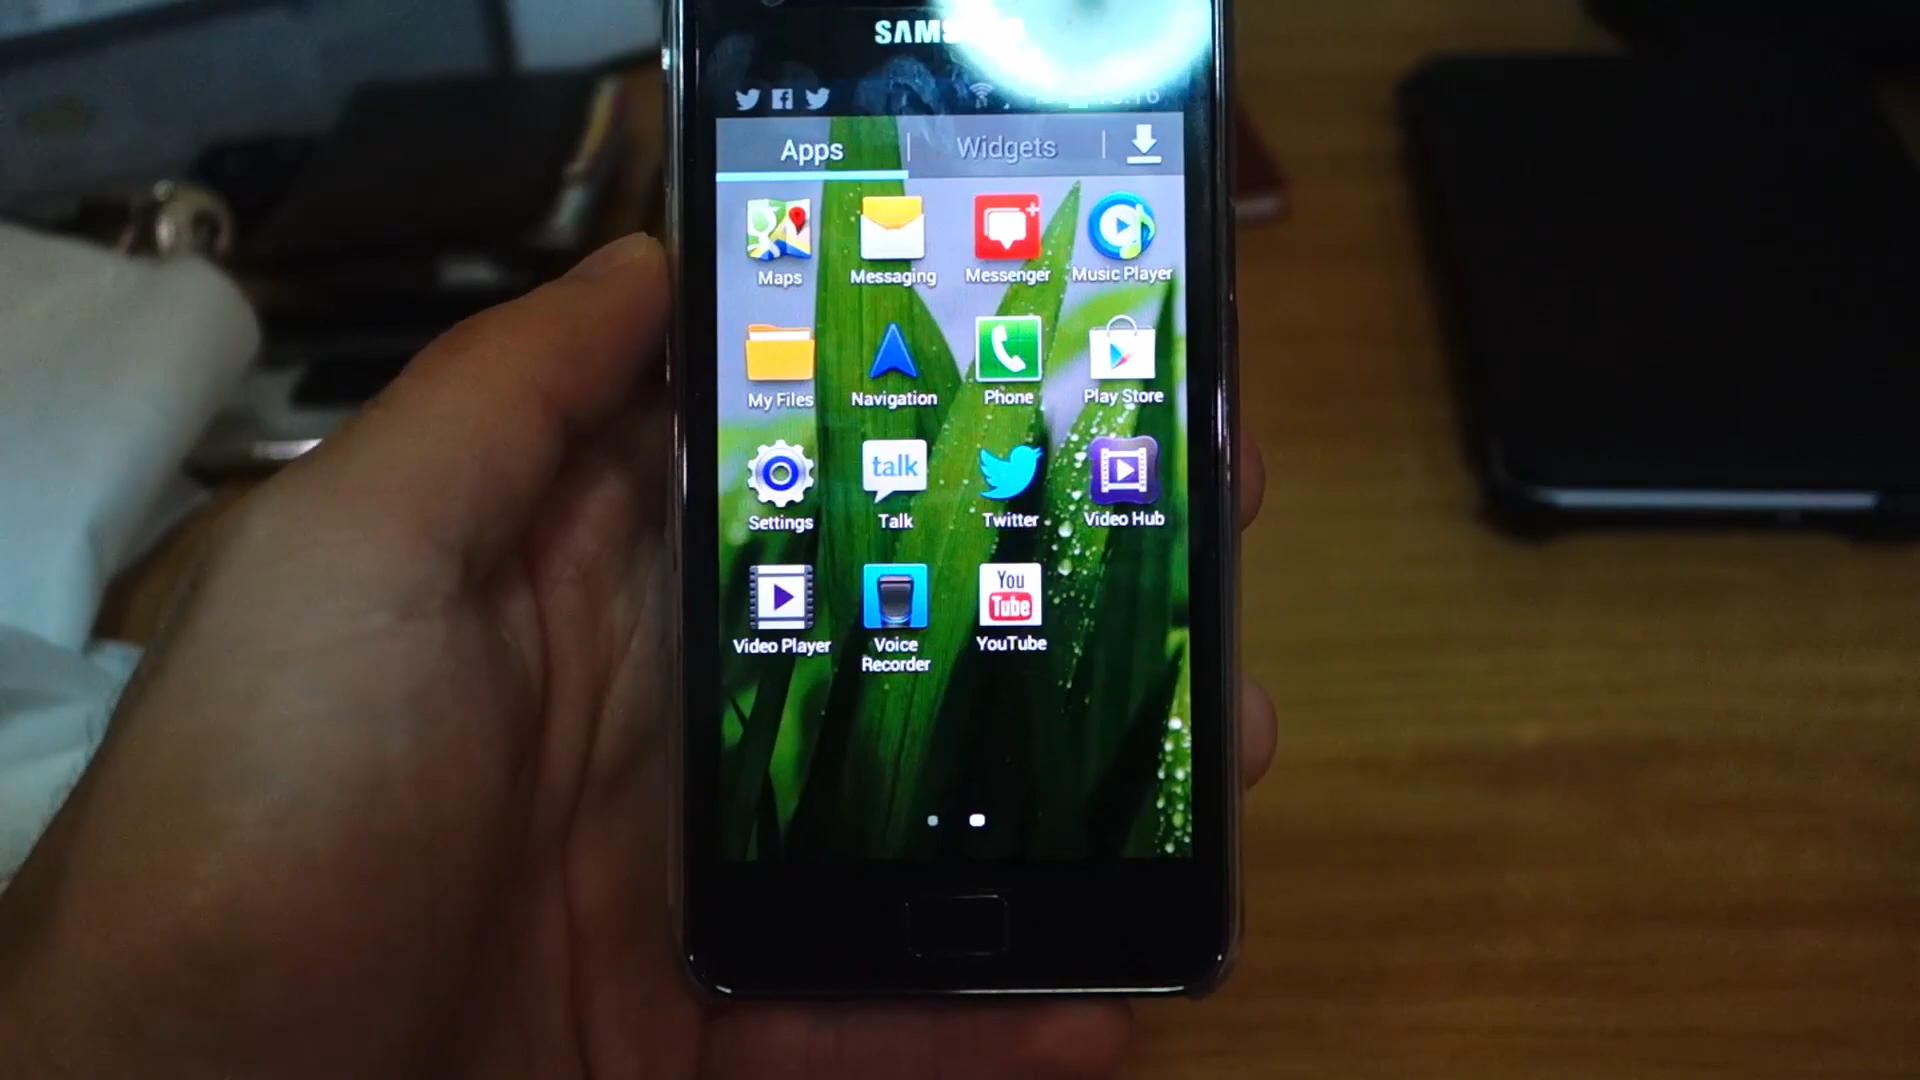 SAMS
Apps
Widgets
Maps
Messaging
Messenger
Music Player
My Files
Navigation
Phone
Play Store
talk
Settings
Talk
Twitter
Video Hub
You
Tube
Video Player
Voice
Recorder
YouTube